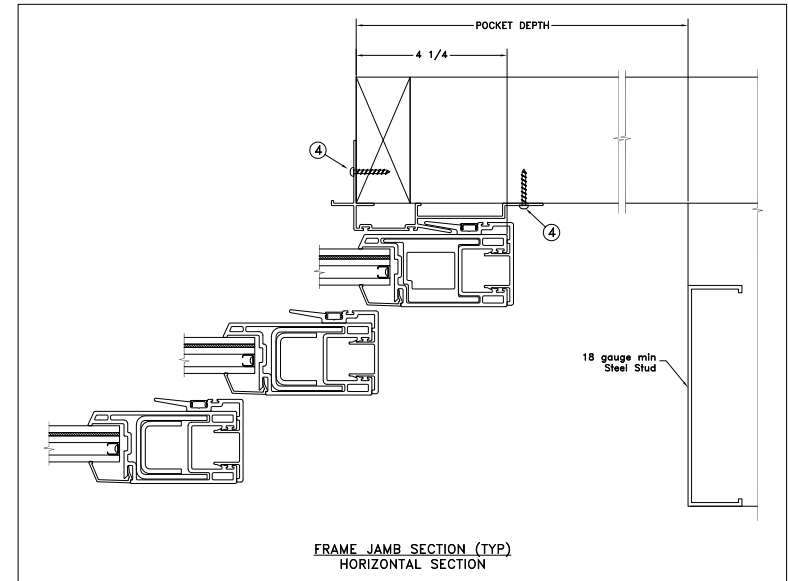 POCKET DEPTH
4 1/4
4
4
18 gauge min
Steel Stud
FRAME JAMB SECTION (TYP)
HORIZONTAL SECTION